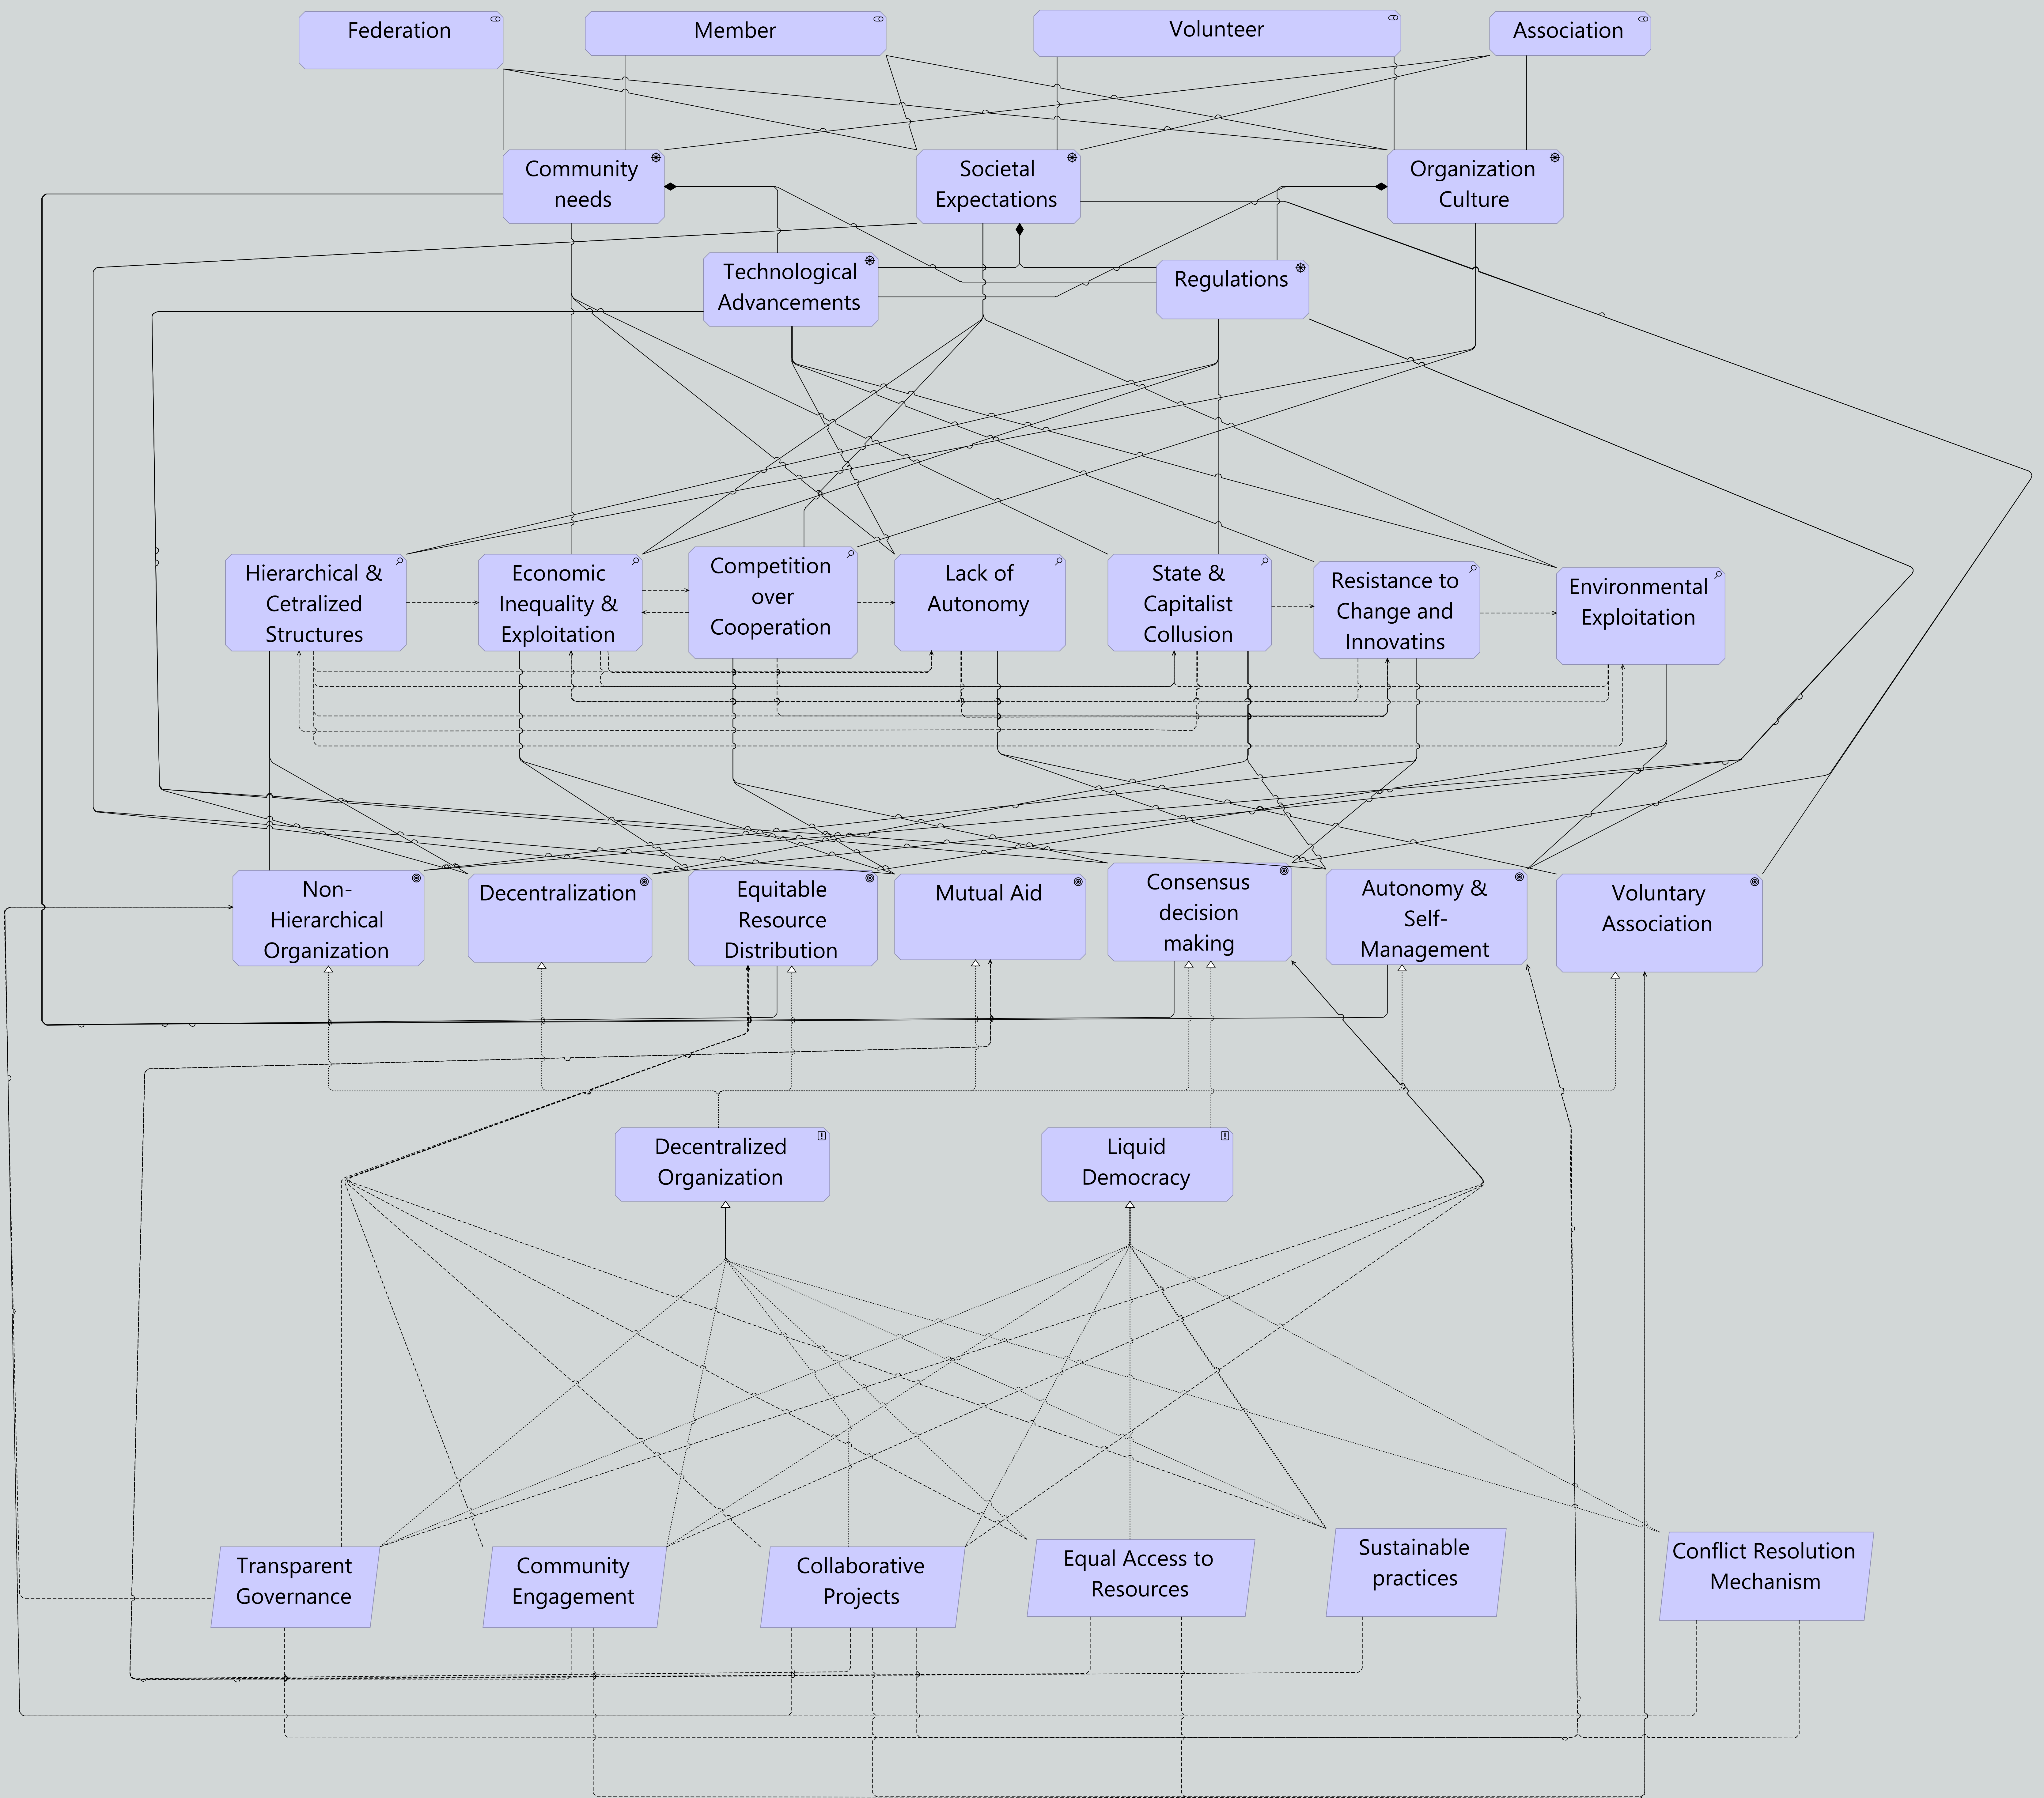 Federation
Member
Volunteer
Association
Community
needs
Societal
Expectations
Organization
Culture
Technological
Advancements
Regulations
Hierarchical &
Cetralized
Structures
Economic
Inequality &
Exploitation
Competition
over
Cooperation
Lack of
Autonomy
State &
Capitalist
Collusion
Resistance to
Change and
Innovatins
Environmental
Exploitation
Non-
Hierarchical
Organization
Decentralization
Equitable
Resource
Distribution
Mutual Aid
Consensus
decision
making
Autonomy &
Self-
Management
Voluntary
Association
Decentralized
Organization
Liquid
Democracy
Transparent
Governance
Community
Engagement
Collaborative
Projects
Equal Access to
Resources
Sustainable
practices
Conflict Resolution
Mechanism